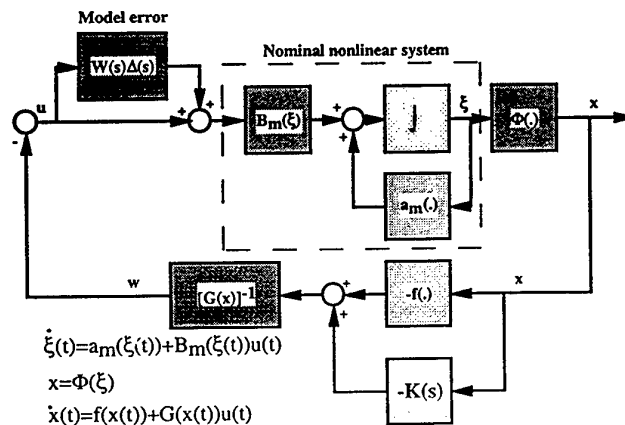 Model error
W(s)Δ(s)
Nominal nonlinear system
u
+
+
-
B_m(ξ)
+
+
∫
ξ
Φ(.)
x
a_m(.)
w
[G(x)]⁻¹
+
+
-f(.)
x
-K(s)
ξ̇(t)=a_m(ξ(t))+B_m(ξ(t))u(t)
x=Φ(ξ)
ẋ(t)=f(x(t))+G(x(t))u(t)